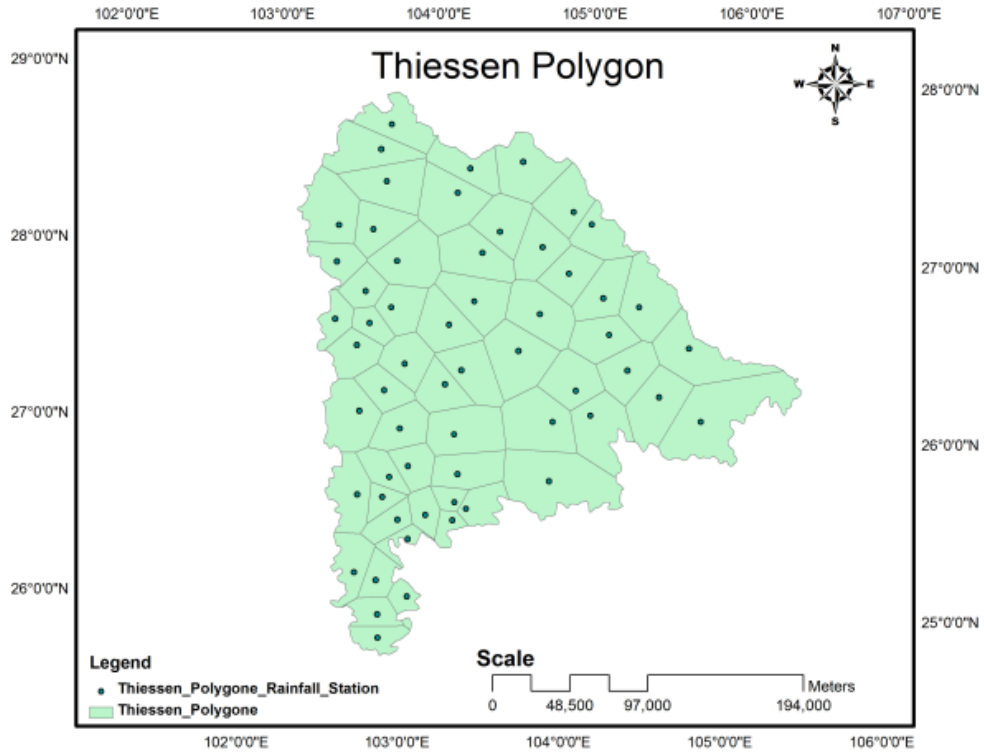 102°0'0"E 103°0'0"E 104°0'0"E 105°0'0"E 106°0'0"E 107°0'0"E
Thiessen Polygon
N
W E
S
29°0'0"N
28°0'0"N
28°0'0"N
27°0'0"N
27°0'0"N
26°0'0"N
26°0'0"N
25°0'0"N
Legend
Thiessen_Polygone_Rainfall_Station
Thiessen_Polygone
Scale
Meters
0 48,500 97,000 194,000
102°0'0"E 103°0'0"E 104°0'0"E 105°0'0"E 106°0'0"E